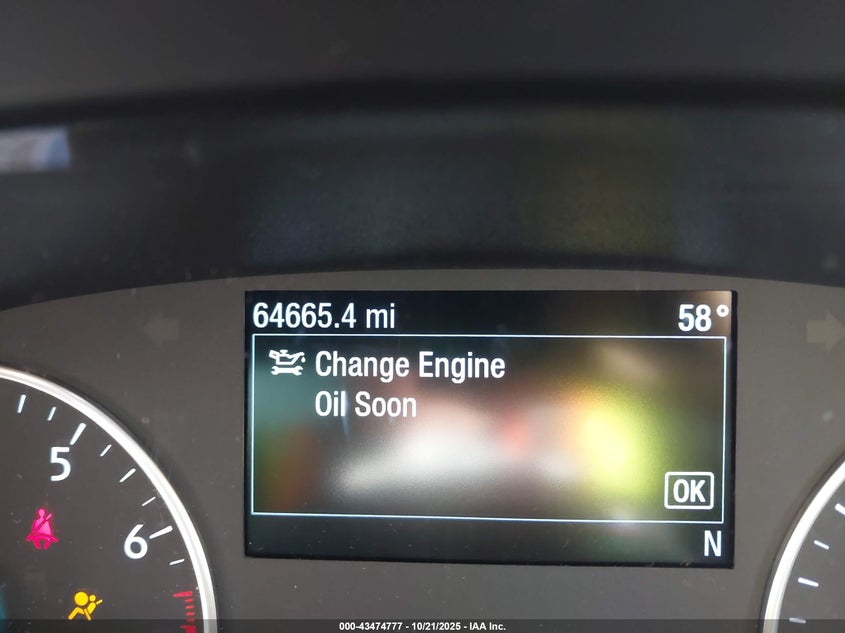 64665.4 mi 58°
Change Engine
Oil Soon
OK
N
5
6
000-43474777 - 10/21/2025 - IAA Inc.